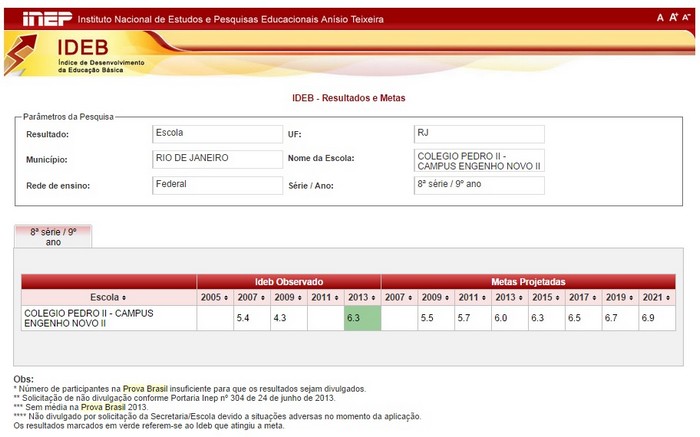 INEP Instituto Nacional de Estudos e Pesquisas Educacionais Anísio Teixeira A A+ A-
IDEB
Índice de Desenvolvimento
da Educação Básica
IDEB - Resultados e Metas
Parâmetros da Pesquisa
Resultado: Escola UF: RJ
Município: RIO DE JANEIRO Nome da Escola: COLEGIO PEDRO II -
CAMPUS ENGENHO NOVO II
Rede de ensino: Federal Série / Ano: 8ª série / 9º ano
8ª série / 9º
ano
Ideb Observado Metas Projetadas
Escola 2005 2007 2009 2011 2013 2007 2009 2011 2013 2015 2017 2019 2021
COLEGIO PEDRO II - CAMPUS
ENGENHO NOVO II 5.4 4.3 6.3 5.5 5.7 6.0 6.3 6.5 6.7 6.9
Obs:
* Número de participantes na Prova Brasil insuficiente para que os resultados sejam divulgados.
** Solicitação de não divulgação conforme Portaria Inep nº 304 de 24 de junho de 2013.
*** Sem média na Prova Brasil 2013.
**** Não divulgado por solicitação da Secretaria/Escola devido a situações adversas no momento da aplicação.
Os resultados marcados em verde referem-se ao Ideb que atingiu a meta.